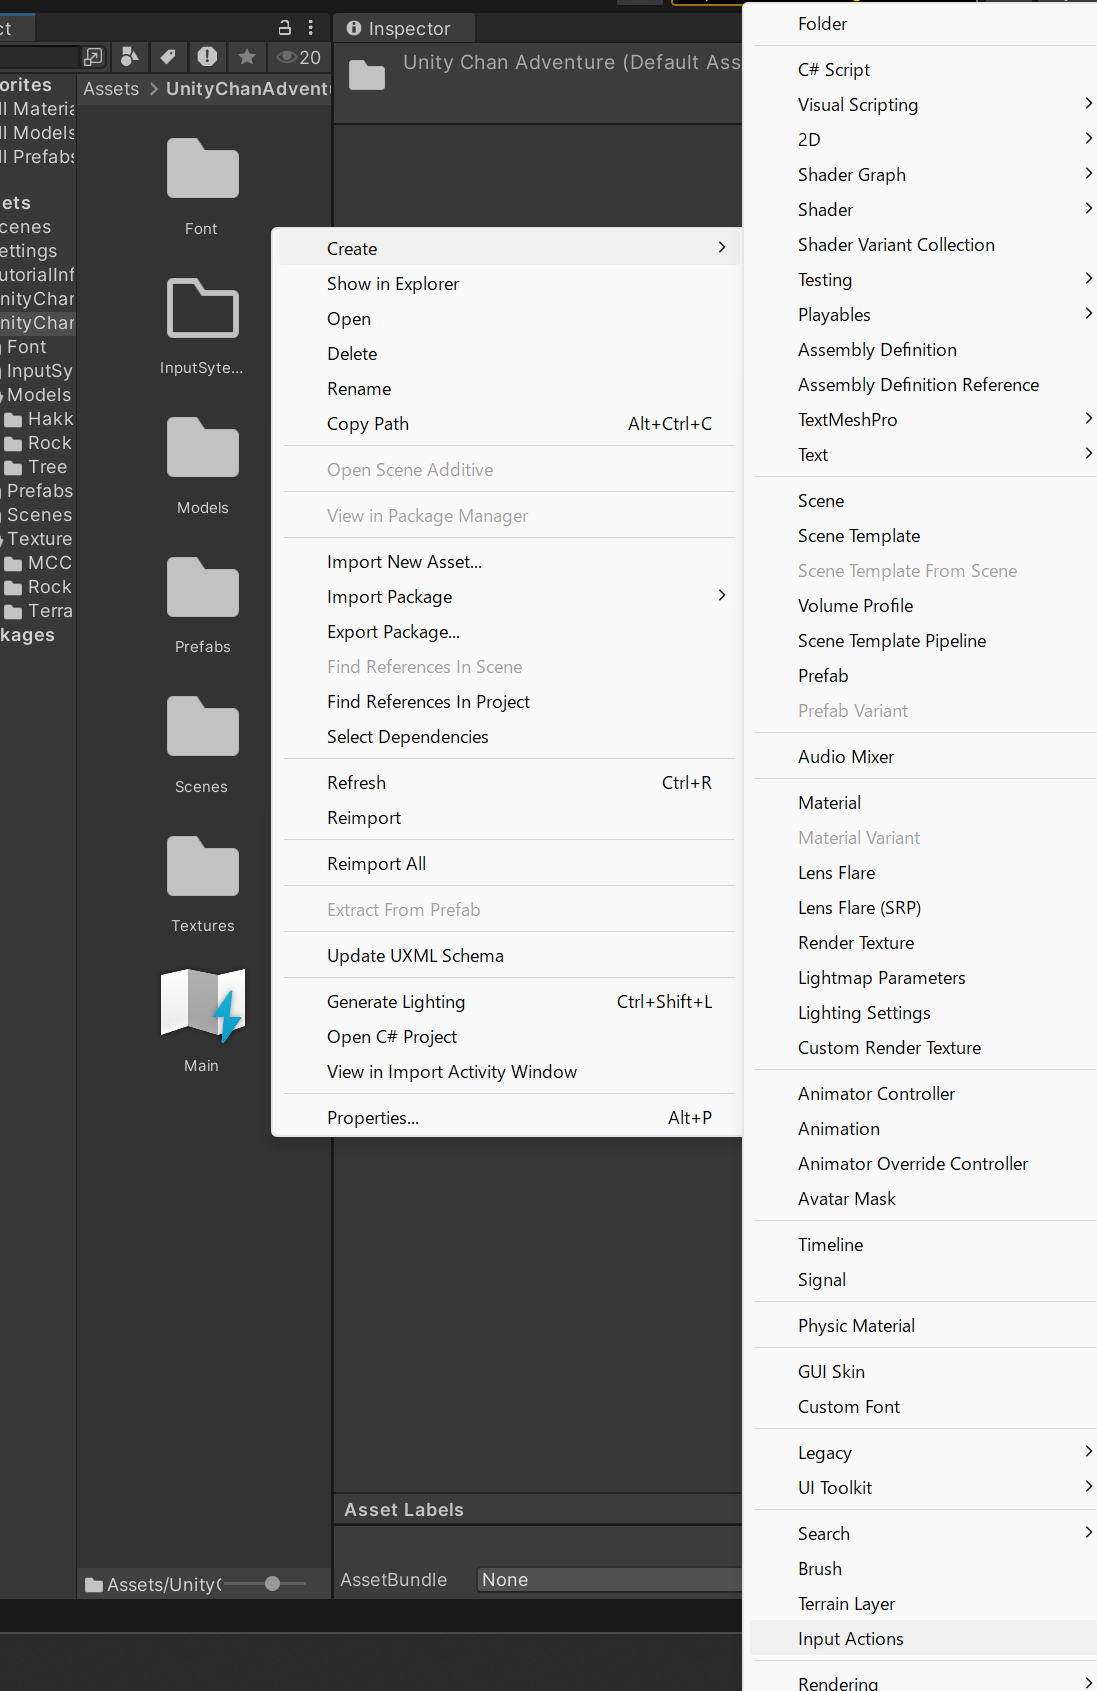 ct
Inspector
20
Unity Chan Adventure (Default Ass
orites
ll Materia
ll Models
ll Prefabs
ets
cenes
ettings
utorialInf
nityChar
nityChar
Font
InputSy
Models
Hakk
Rock
Tree
Prefabs
Scenes
Texture
MCC
Rock
Terra
kages
Assets > UnityChanAdvent
Font
InputSyte...
Models
Prefabs
Scenes
Textures
Main
Assets/Unity
Create
Show in Explorer
Open
Delete
Rename
Copy Path Alt+Ctrl+C
Open Scene Additive
View in Package Manager
Import New Asset...
Import Package
Export Package...
Find References In Scene
Find References In Project
Select Dependencies
Refresh Ctrl+R
Reimport
Reimport All
Extract From Prefab
Update UXML Schema
Generate Lighting Ctrl+Shift+L
Open C# Project
View in Import Activity Window
Properties... Alt+P
Asset Labels
AssetBundle None
Folder
C# Script
Visual Scripting
2D
Shader Graph
Shader
Shader Variant Collection
Testing
Playables
Assembly Definition
Assembly Definition Reference
TextMeshPro
Text
Scene
Scene Template
Scene Template From Scene
Volume Profile
Scene Template Pipeline
Prefab
Prefab Variant
Audio Mixer
Material
Material Variant
Lens Flare
Lens Flare (SRP)
Render Texture
Lightmap Parameters
Lighting Settings
Custom Render Texture
Animator Controller
Animation
Animator Override Controller
Avatar Mask
Timeline
Signal
Physic Material
GUI Skin
Custom Font
Legacy
UI Toolkit
Search
Brush
Terrain Layer
Input Actions
Rendering